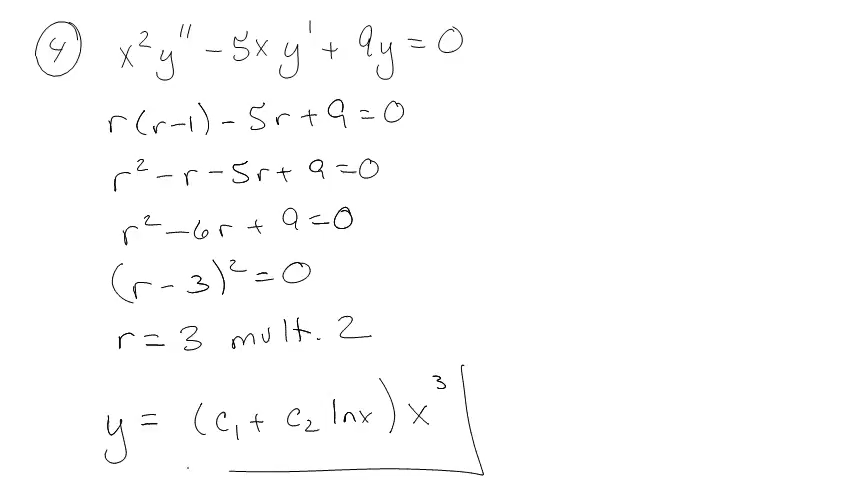 ④ x²y" - 5xy' + 9y = 0
r(r-1) - 5r + 9 = 0
r² - r - 5r + 9 = 0
r² - 6r + 9 = 0
(r - 3)² = 0
r = 3 mult. 2
y = (c₁ + c₂ lnx) x³